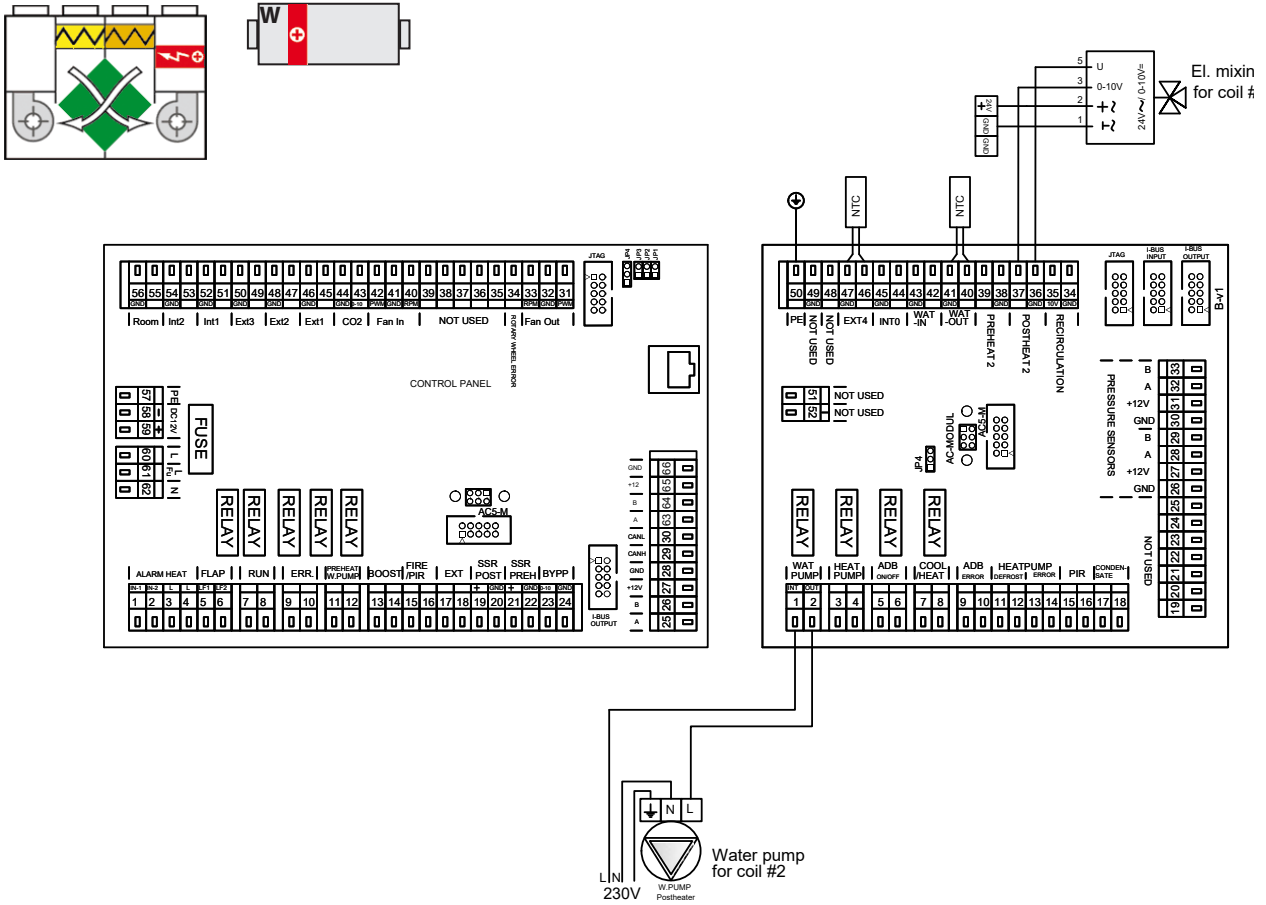 W
El. mixin
for coil #
5 U
3 0-10V
2 + ~
1 ⊢ ~
24V ~ / 0-10V=
+ 24V
GND
GND
NTC
NTC
JTAG
JP4
JP3
JP2
JP1
56 55 54 53 52 51 50 49 48 47 46 45 44 43 42 41 40 39 38 37 36 35 34 33 32 31
GND GND GND GND GND GND GND 0-10 PWM GND RPM RPM GND PWM
Room Int2 Int1 Ext3 Ext2 Ext1 CO2 Fan In NOT USED ROTARY WHEEL ERROR Fan Out
CONTROL PANEL
57 58 59
PE DC 12V
- +
60 61 62
L Fu L N
FUSE
RELAY RELAY RELAY RELAY RELAY
AC5-M
GND 66
+12 65
B 64
A 63
CANL 30
CANH 29
GND 28
+12V 27
B 26
A 25
I-BUS
OUTPUT
ALARM HEAT FLAP RUN ERR. PREHEAT W.PUMP BOOST FIRE /PIR EXT SSR POST SSR PREH BYPP
IN-1 IN-2 L L LF1 LF2 + GND + GND 0-10 GND
1 2 3 4 5 6 7 8 9 10 11 12 13 14 15 16 17 18 19 20 21 22 23 24
JTAG
I-BUS
INPUT
I-BUS
OUTPUT
B-v1
50 49 48 47 46 45 44 43 42 41 40 39 38 37 36 35 34
GND GND GND GND GND GND 10V GND
PE NOT USED NOT USED EXT4 INT0 WAT -IN WAT -OUT PREHEAT 2 POSTHEAT 2 RECIRCULATION
51 NOT USED
52 NOT USED
AC-MODUL
AC5-M
JP4
PRESSURE SENSORS
B 33
A 32
+12V 31
GND 30
B 29
A 28
+12V 27
GND 26
25
24
NOT USED
23
22
21
20
19
RELAY RELAY RELAY RELAY
WAT PUMP HEAT PUMP ADB ON/OFF COOL /HEAT ADB ERROR HEATPUMP DEFROST ERROR PIR CONDEN- SATE
INT OUT
1 2 3 4 5 6 7 8 9 10 11 12 13 14 15 16 17 18
N L
L N
230V
W.PUMP
Postheater
Water pump
for coil #2